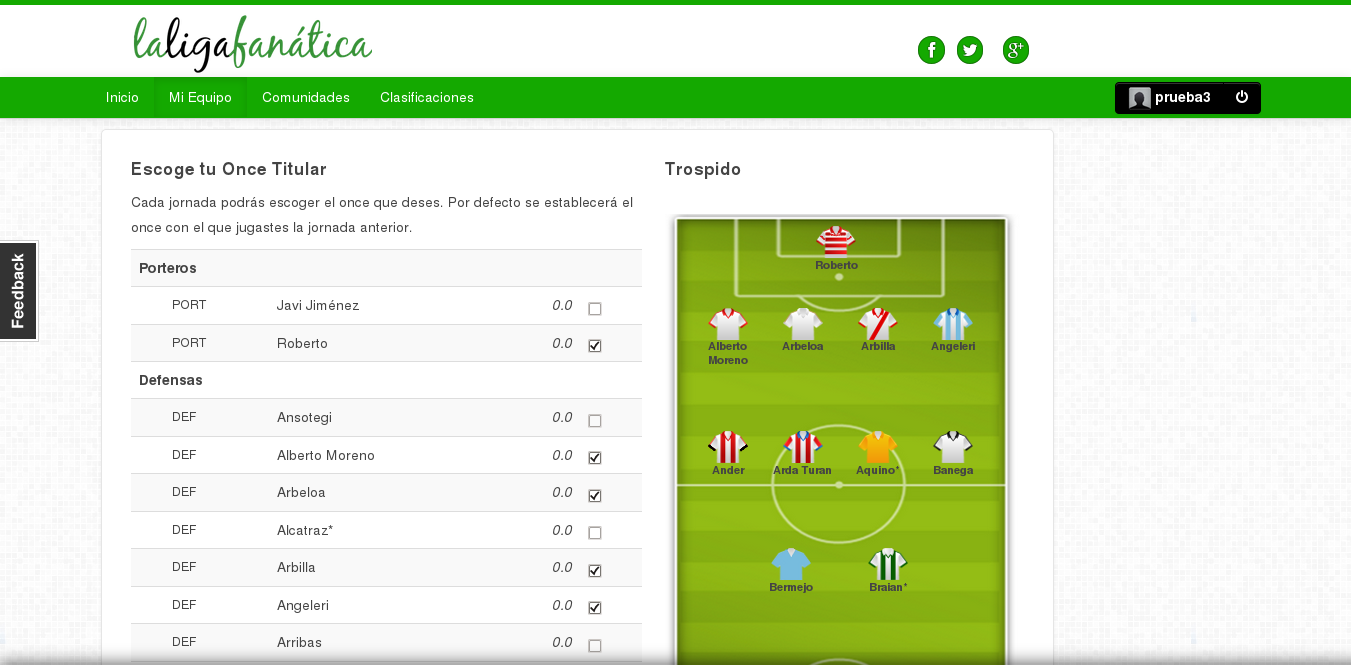 laligafanática
Inicio Mi Equipo Comunidades Clasificaciones prueba3
Feedback
Escoge tu Once Titular
Cada jornada podrás escoger el once que deses. Por defecto se establecerá el
once con el que jugastes la jornada anterior.
Porteros
PORT Javi Jiménez 0.0
PORT Roberto 0.0
Defensas
DEF Ansotegi 0.0
DEF Alberto Moreno 0.0
DEF Arbeloa 0.0
DEF Alcatraz* 0.0
DEF Arbilla 0.0
DEF Angeleri 0.0
DEF Arribas 0.0
Trospido
Roberto
Alberto
Moreno
Arbeloa
Arbilla
Angeleri
Ander
Arda Turan
Aquino*
Banega
Bermejo
Braian*